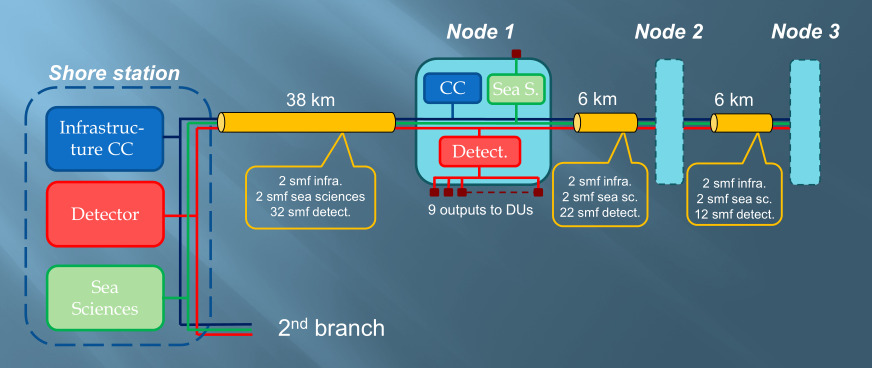 Node 1
Node 2
Node 3
Shore station
38 km
CC
Sea S.
6 km
6 km
Infrastruc-
ture CC
Detect.
2 smf infra.
2 smf sea sciences
32 smf detect.
2 smf infra.
2 smf sea sc.
22 smf detect.
2 smf infra.
2 smf sea sc.
12 smf detect.
Detector
9 outputs to DUs
Sea
Sciences
2nd branch